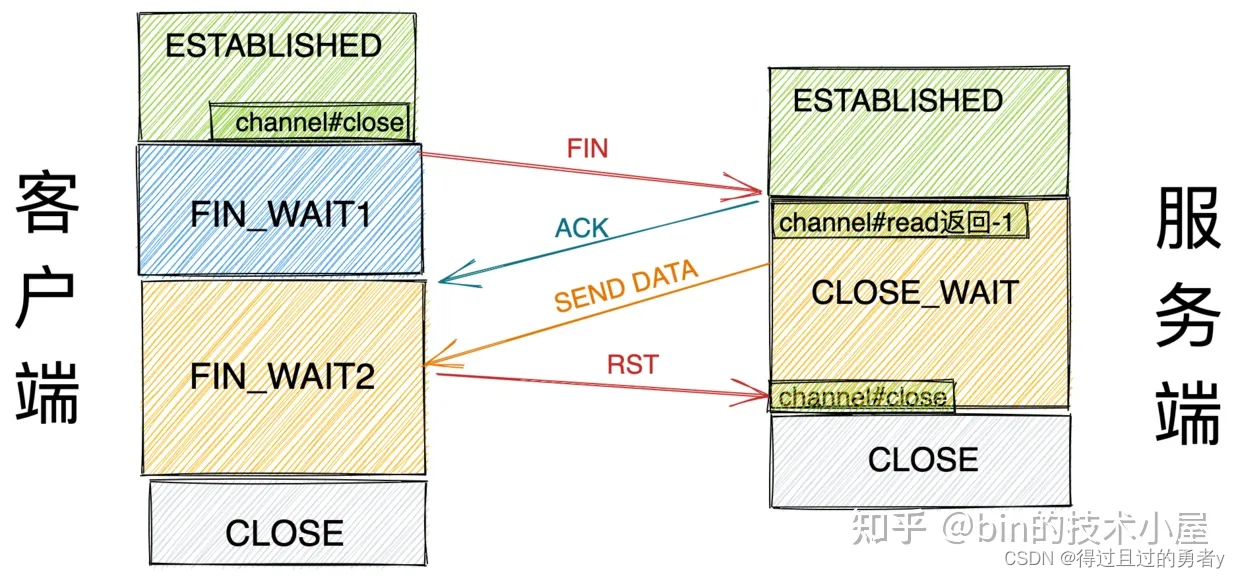 客户端
ESTABLISHED
channel#close
FIN_WAIT1
FIN_WAIT2
CLOSE
FIN
ACK
SEND DATA
RST
ESTABLISHED
channel#read返回-1
CLOSE_WAIT
channel#close
CLOSE
服务端
知乎 @bin的技术小屋
CSDN @得过且过的勇者y